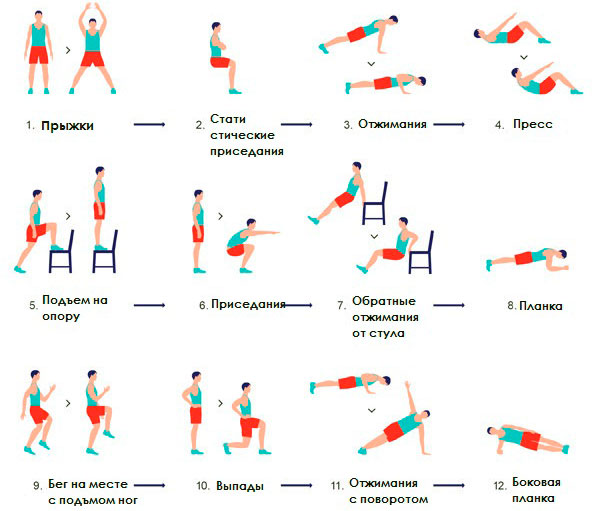 1. Прыжки
2. Стати
стические
приседания
3. Отжимания
4. Пресс
5. Подъем на
опору
6. Приседания
7. Обратные
отжимания
от стула
8. Планка
9. Бег на месте
с подъмом ног
10. Выпады
11. Отжимания
с поворотом
12. Боковая
планка